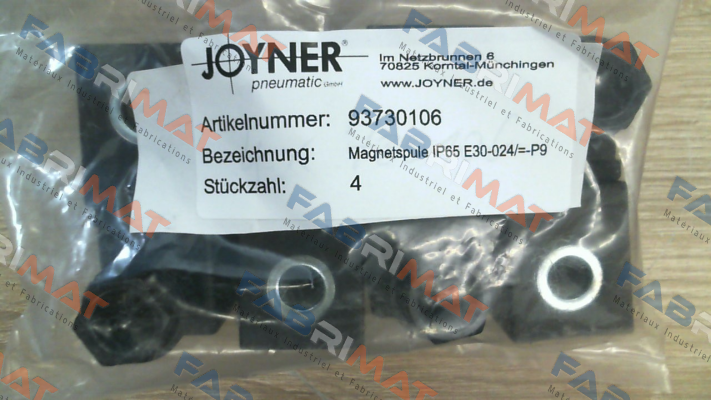 JOYNER®
pneumatic GmbH
Im Netzbrunnen 6
70825 Korntal-Münchingen
www.JOYNER.de
Artikelnummer: 93730106
Bezeichnung: Magnetspule IP65 E30-024/=-P9
Stückzahl: 4
FABRIMAT
Materiaux Industriel et Fabrications